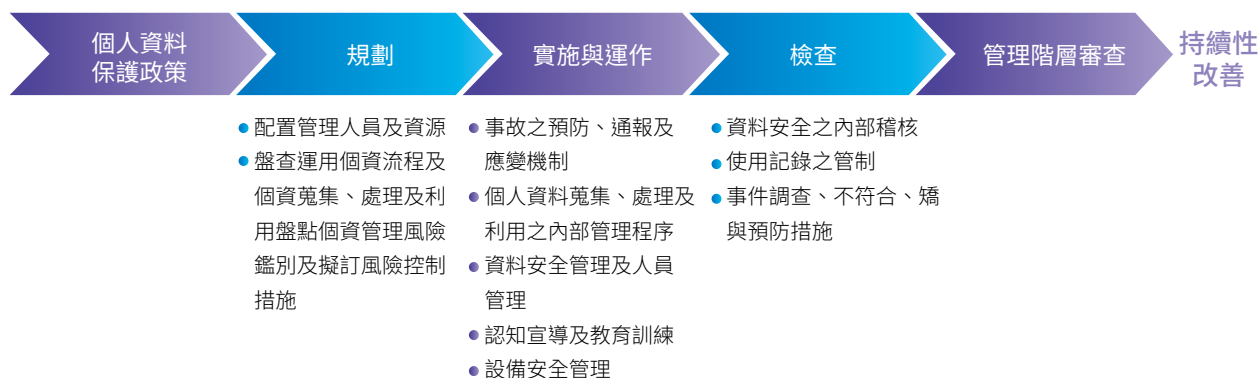 個人資料
保護政策
規劃
實施與運作
檢查
管理階層審查
持續性
改善
配置管理人員及資源
盤查運用個資流程及
個資蒐集、處理及利
用盤點個資管理風險
鑑別及擬訂風險控制
措施
事故之預防、通報及
應變機制
個人資料蒐集、處理及
利用之內部管理程序
資料安全管理及人員
管理
認知宣導及教育訓練
設備安全管理
資料安全之內部稽核
使用記錄之管制
事件調查、不符合、矯
與預防措施